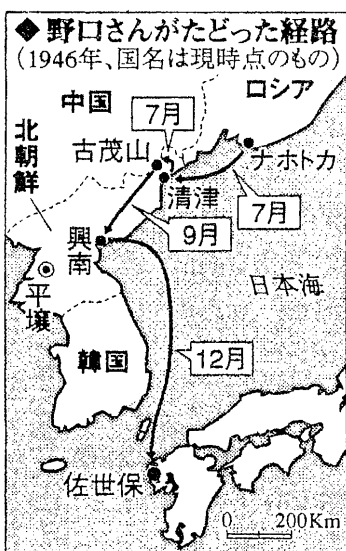 ◆野口さんがたどった経路
(1946年、国名は現時点のもの)
ロシア
中国
7月
北朝鮮
古茂山
ナホトカ
清津
7月
9月
興南
平壌
日本海
韓国
12月
佐世保
0 200Km